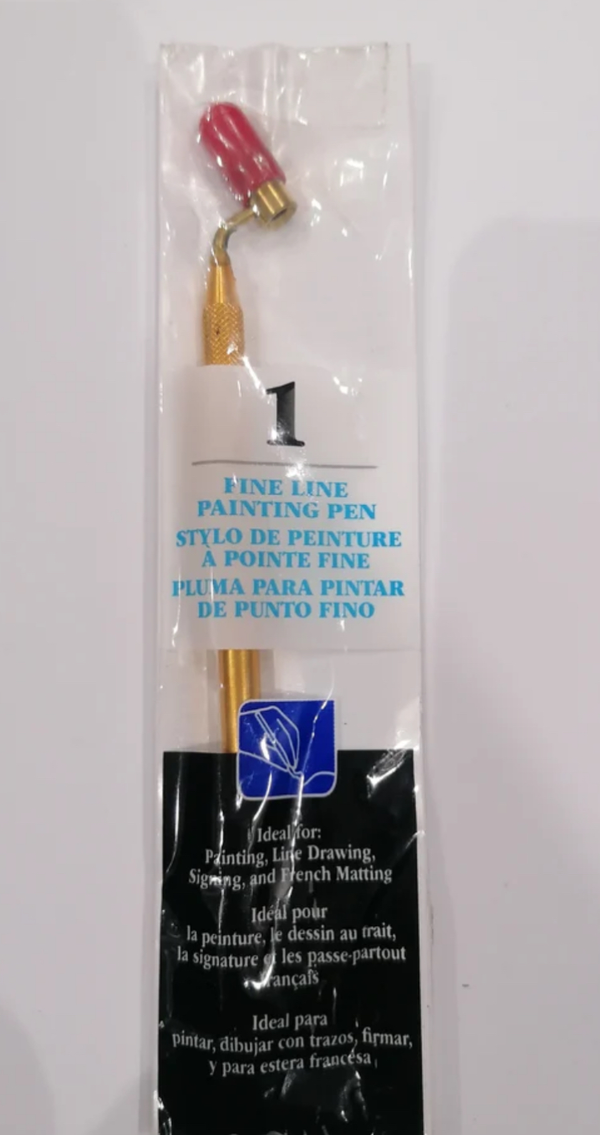 1
FINE LINE
PAINTING PEN
STYLO DE PEINTURE
À POINTE FINE
PLUMA PARA PINTAR
DE PUNTO FINO
Ideal for:
Painting, Line Drawing,
Signing, and French Matting
Idéal pour
la peinture, le dessin au trait,
la signature et les passe-partout
français
Ideal para
pintar, dibujar con trazos, firmar,
y para estera francesa